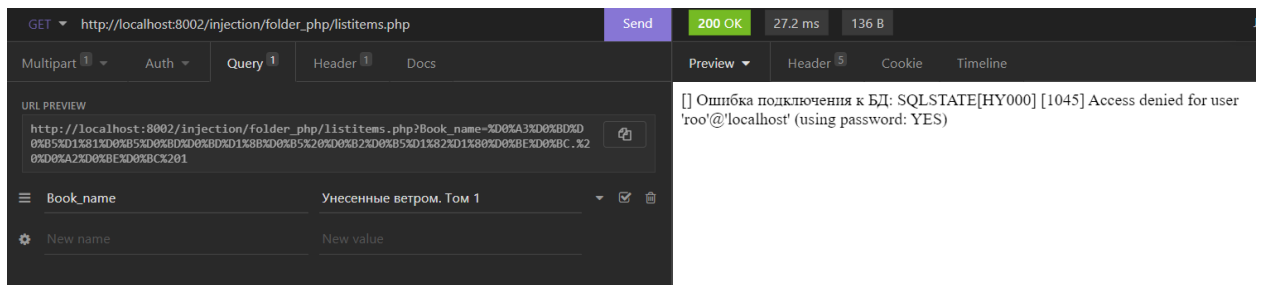 GET http://localhost:8002/injection/folder_php/listitems.php Send 200 OK 27.2 ms 136 B
Multipart 1 Auth Query 1 Header 1 Docs Preview Header 5 Cookie Timeline
URL PREVIEW
http://localhost:8002/injection/folder_php/listitems.php?Book_name=%D0%A3%D0%BD%D
0%B5%D1%81%D0%B5%D0%BD%D0%BD%D1%8B%D0%B5%20%D0%B2%D0%B5%D1%82%D1%80%D0%BE%D0%BC.%2
0%D0%A2%D0%BE%D0%BC%201
Book_name Унесенные ветром. Том 1
New name New value
[] Ошибка подключения к БД: SQLSTATE[HY000] [1045] Access denied for user
'roo'@'localhost' (using password: YES)